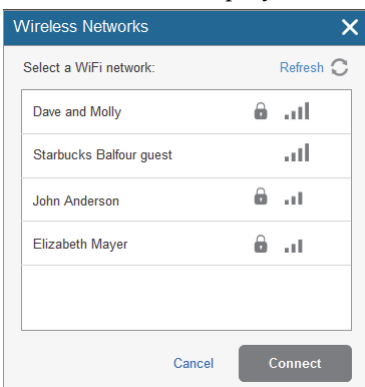 Wireless Networks
Select a WiFi network: Refresh
Dave and Molly
Starbucks Balfour guest
John Anderson
Elizabeth Mayer
Cancel Connect